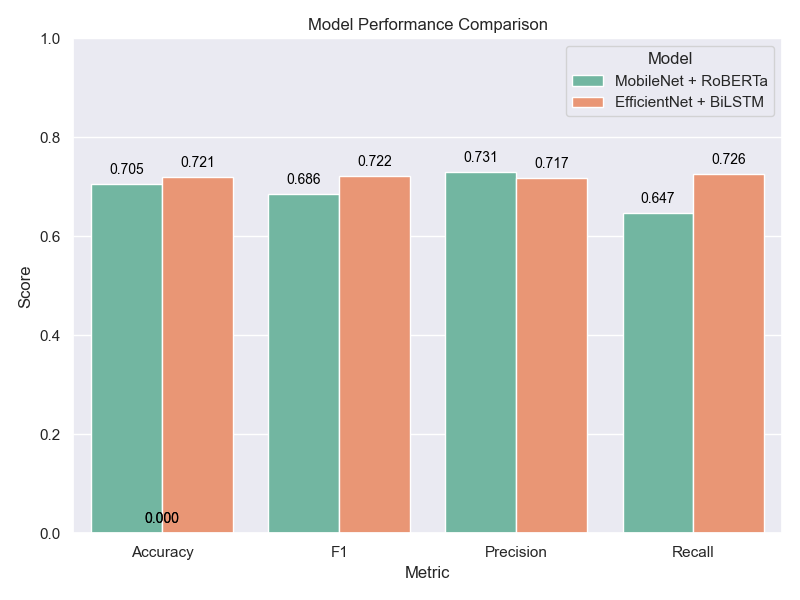 Model Performance Comparison
1.0
0.8
0.6
0.4
0.2
0.0
Score
Model
MobileNet + RoBERTa
EfficientNet + BiLSTM
0.705
0.721
0.686
0.722
0.731
0.717
0.647
0.726
0.000
Accuracy
F1
Precision
Recall
Metric